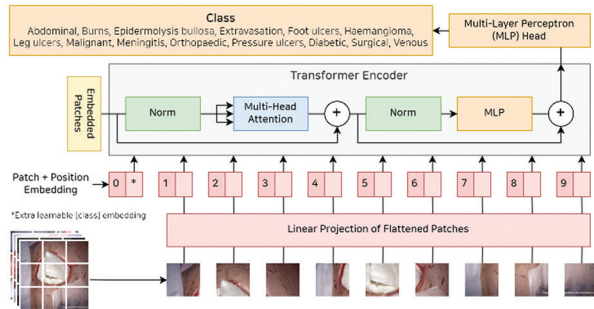 Class
Abdominal, Burns, Epidermolysis bullosa, Extravasation, Foot ulcers, Haemangioma,
Leg ulcers, Malignant, Meningitis, Orthopaedic, Pressure ulcers, Diabetic, Surgical, Venous
Multi-Layer Perceptron
(MLP) Head
Transformer Encoder
Embedded
Patches
Norm
Multi-Head
Attention
+
Norm
MLP
+
Patch + Position
Embedding
0 *
1
2
3
4
5
6
7
8
9
*Extra learnable [class] embedding
Linear Projection of Flattened Patches